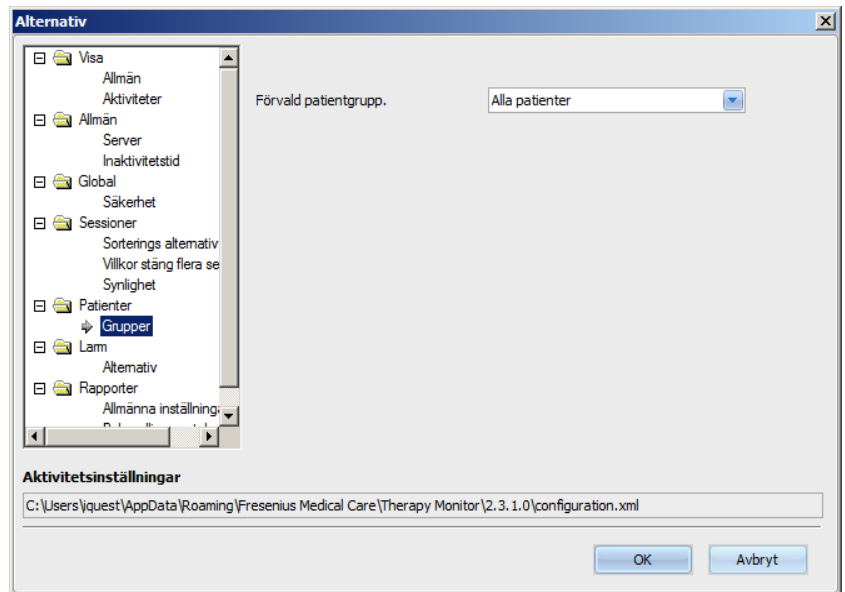 Alternativ
Visa
Allmän
Aktiviteter
Allmän
Server
Inaktivitetstid
Global
Säkerhet
Sessioner
Sorterings alternativ
Villkor stäng flera se
Synlighet
Patienter
Grupper
Larm
Alternativ
Rapporter
Allmänna inställninga
Förvald patientgrupp.
Alla patienter
Aktivitetsinställningar
C:\Users\iquest\AppData\Roaming\Fresenius Medical Care\Therapy Monitor\2.3.1.0\configuration.xml
OK
Avbryt